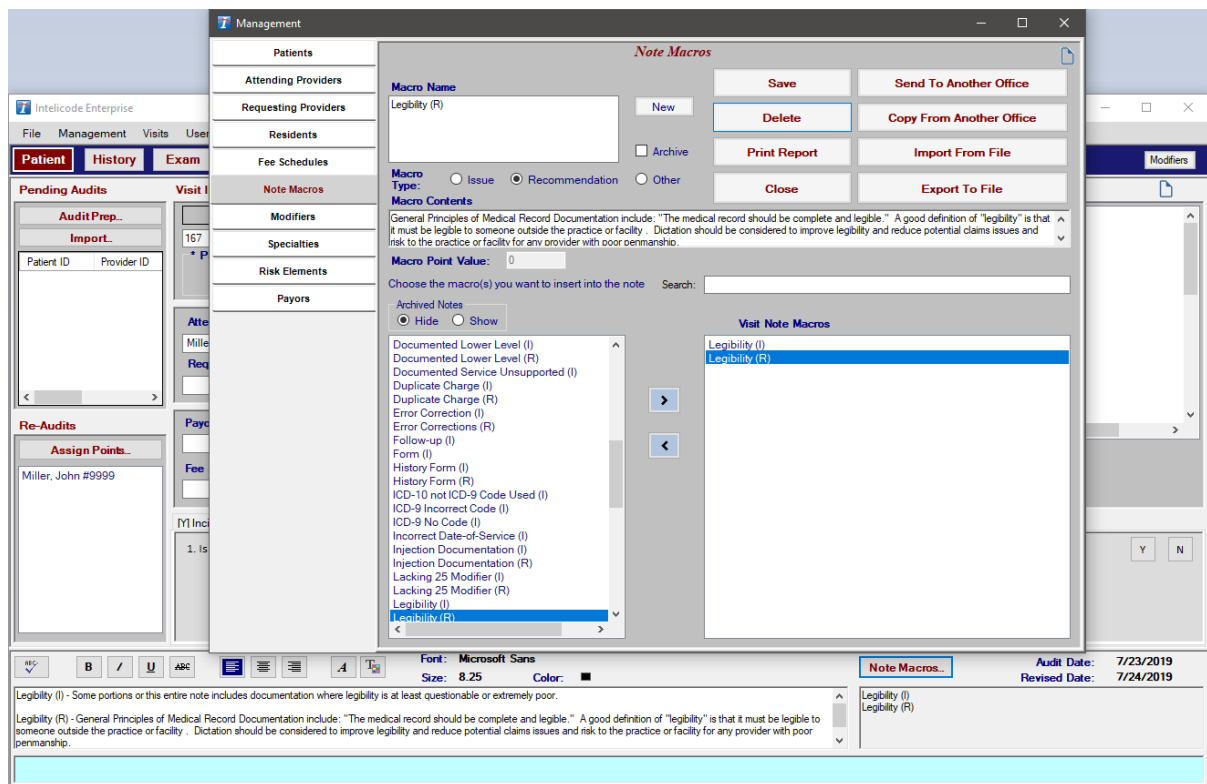 Management
Patients
Attending Providers
Requesting Providers
Residents
Fee Schedules
Note Macros
Modifiers
Specialties
Risk Elements
Payors
Note Macros
Macro Name
Legibility (R)
New
Archive
Save
Delete
Print Report
Close
Send To Another Office
Copy From Another Office
Import From File
Export To File
Macro
Type:
Issue
Recommendation
Other
Macro Contents
General Principles of Medical Record Documentation include: "The medical record should be complete and legible." A good definition of "legibility" is that
it must be legible to someone outside the practice or facility . Dictation should be considered to improve legibility and reduce potential claims issues and
risk to the practice or facility for any provider with poor penmanship.
Macro Point Value:
0
Choose the macro(s) you want to insert into the note
Search:
Archived Notes
Hide
Show
Documented Lower Level (I)
Documented Lower Level (R)
Documented Service Unsupported (I)
Duplicate Charge (I)
Duplicate Charge (R)
Error Correction (I)
Error Corrections (R)
Follow-up (I)
Form (I)
History Form (I)
History Form (R)
ICD-10 not ICD-9 Code Used (I)
ICD-9 Incorrect Code (I)
ICD-9 No Code (I)
Incorrect Date-of-Service (I)
Injection Documentation (I)
Injection Documentation (R)
Lacking 25 Modifier (I)
Lacking 25 Modifier (R)
Legibility (I)
Legibility (R)
>
<
Visit Note Macros
Legibility (I)
Legibility (R)
Intelicode Enterprise
File Management Visits User
Patient
History
Exam
Modifiers
Pending Audits
Audit Prep...
Import...
Patient ID Provider ID
Re-Audits
Assign Points...
Miller, John #9999
Visit I
167
* P
Atte
Mille
Req
Payo
Fee
[Y] Inci
1. Is
Y
N
ABC
B
I
U
ABC
A
T
Font: Microsoft Sans
Size: 8.25 Color:
Note Macros...
Audit Date: 7/23/2019
Revised Date: 7/24/2019
Legibility (I) - Some portions or this entire note includes documentation where legibility is at least questionable or extremely poor.
Legibility (R) - General Principles of Medical Record Documentation include: "The medical record should be complete and legible." A good definition of "legibility" is that it must be legible to
someone outside the practice or facility . Dictation should be considered to improve legibility and reduce potential claims issues and risk to the practice or facility for any provider with poor
penmanship.
Legibility (I)
Legibility (R)